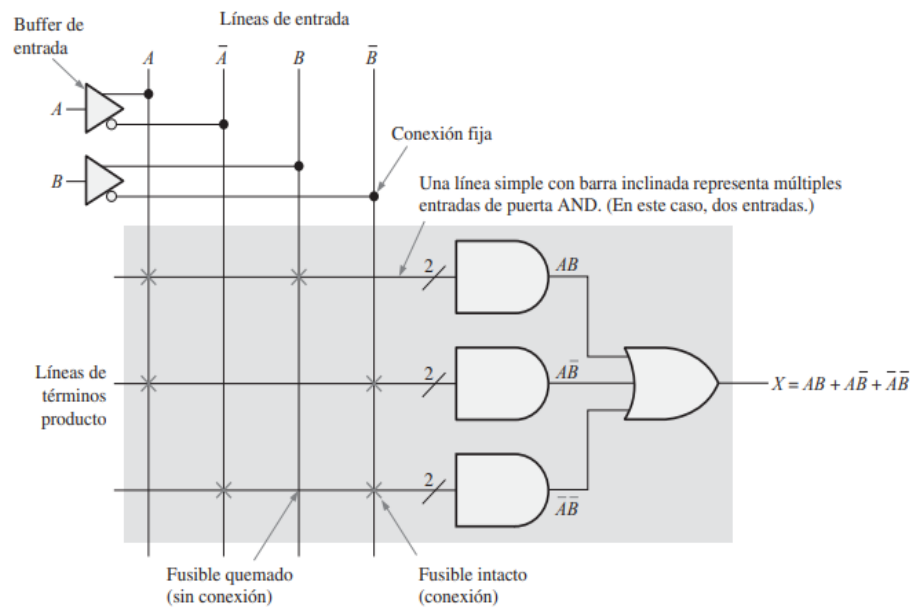 Líneas de entrada
Buffer de
entrada
A
A̅
B
B̅
A
B
Conexión fija
Una línea simple con barra inclinada representa múltiples
entradas de puerta AND. (En este caso, dos entradas.)
2
AB
Líneas de
términos
producto
2
AB̅
X = AB + AB̅ + A̅B̅
2
A̅B̅
Fusible quemado
(sin conexión)
Fusible intacto
(conexión)